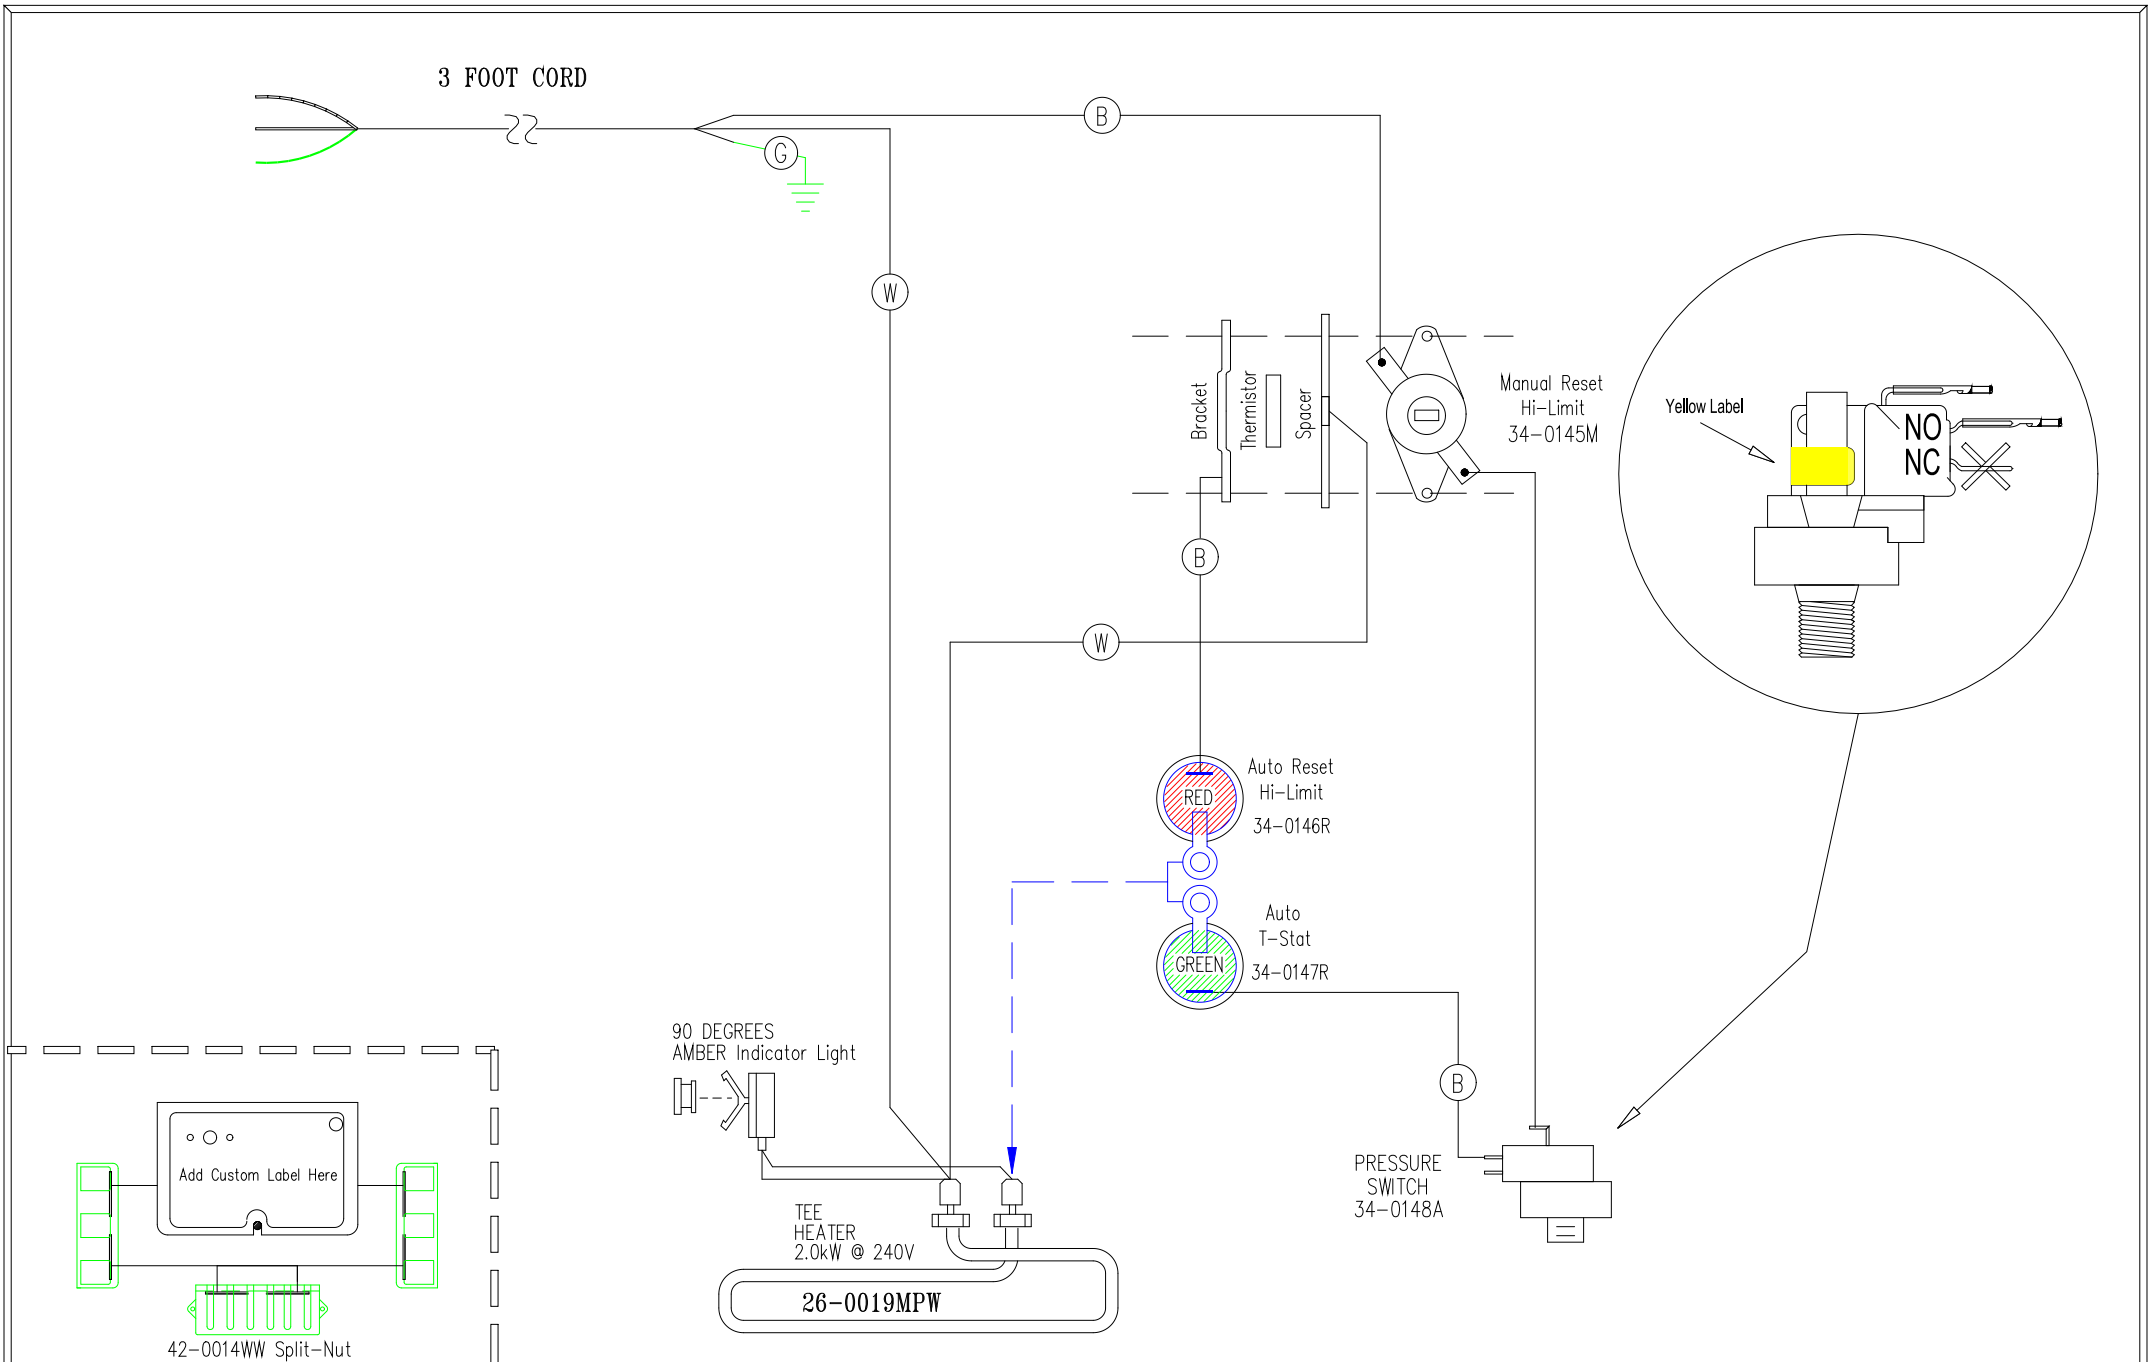 3 FOOT CORD
B
G
W
Bracket
Thermistor
Spacer
Manual Reset
Hi-Limit
34-0145M
Yellow Label
NO
NC
B
W
RED
Auto Reset
Hi-Limit
34-0146R
GREEN
Auto
T-Stat
34-0147R
90 DEGREES
AMBER Indicator Light
B
Add Custom Label Here
PRESSURE
SWITCH
34-0148A
TEE
HEATER
2.0kW @ 240V
26-0019MPW
42-0014WW Split-Nut